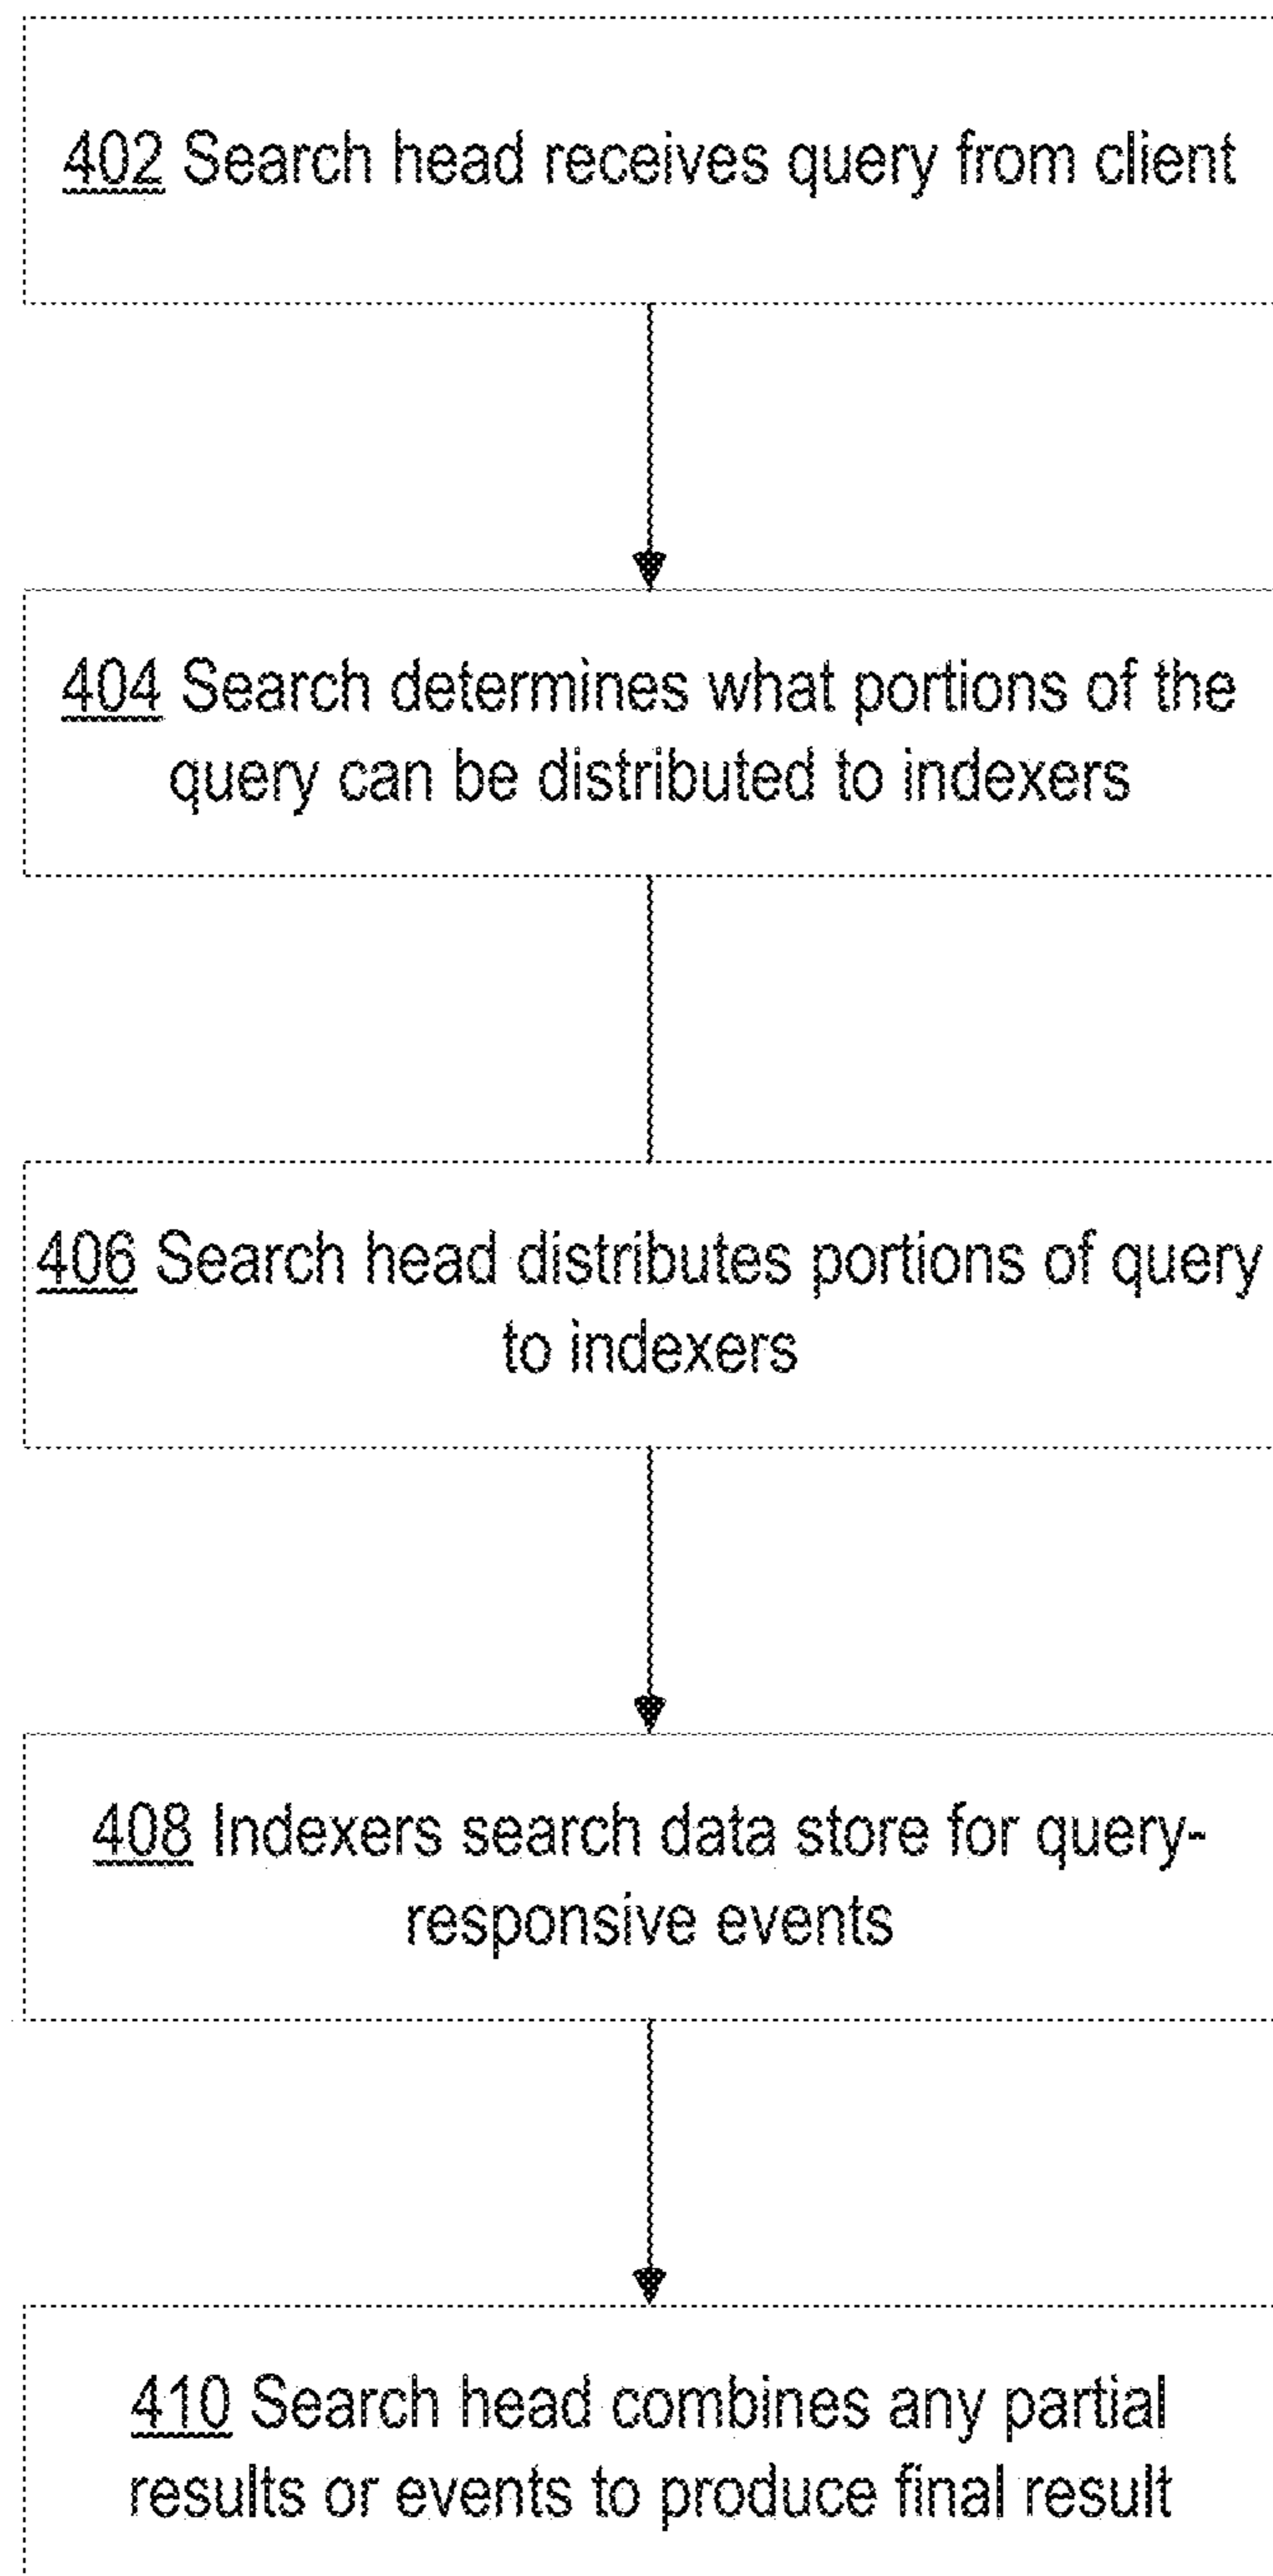 402 Search head receives query from client
404 Search determines what portions of the
query can be distributed to indexers
406 Search head distributes portions of query
to indexers
408 Indexers search data store for query-
responsive events
410 Search head combines any partial
results or events to produce final result